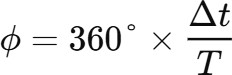 ϕ = 360° × Δt / T